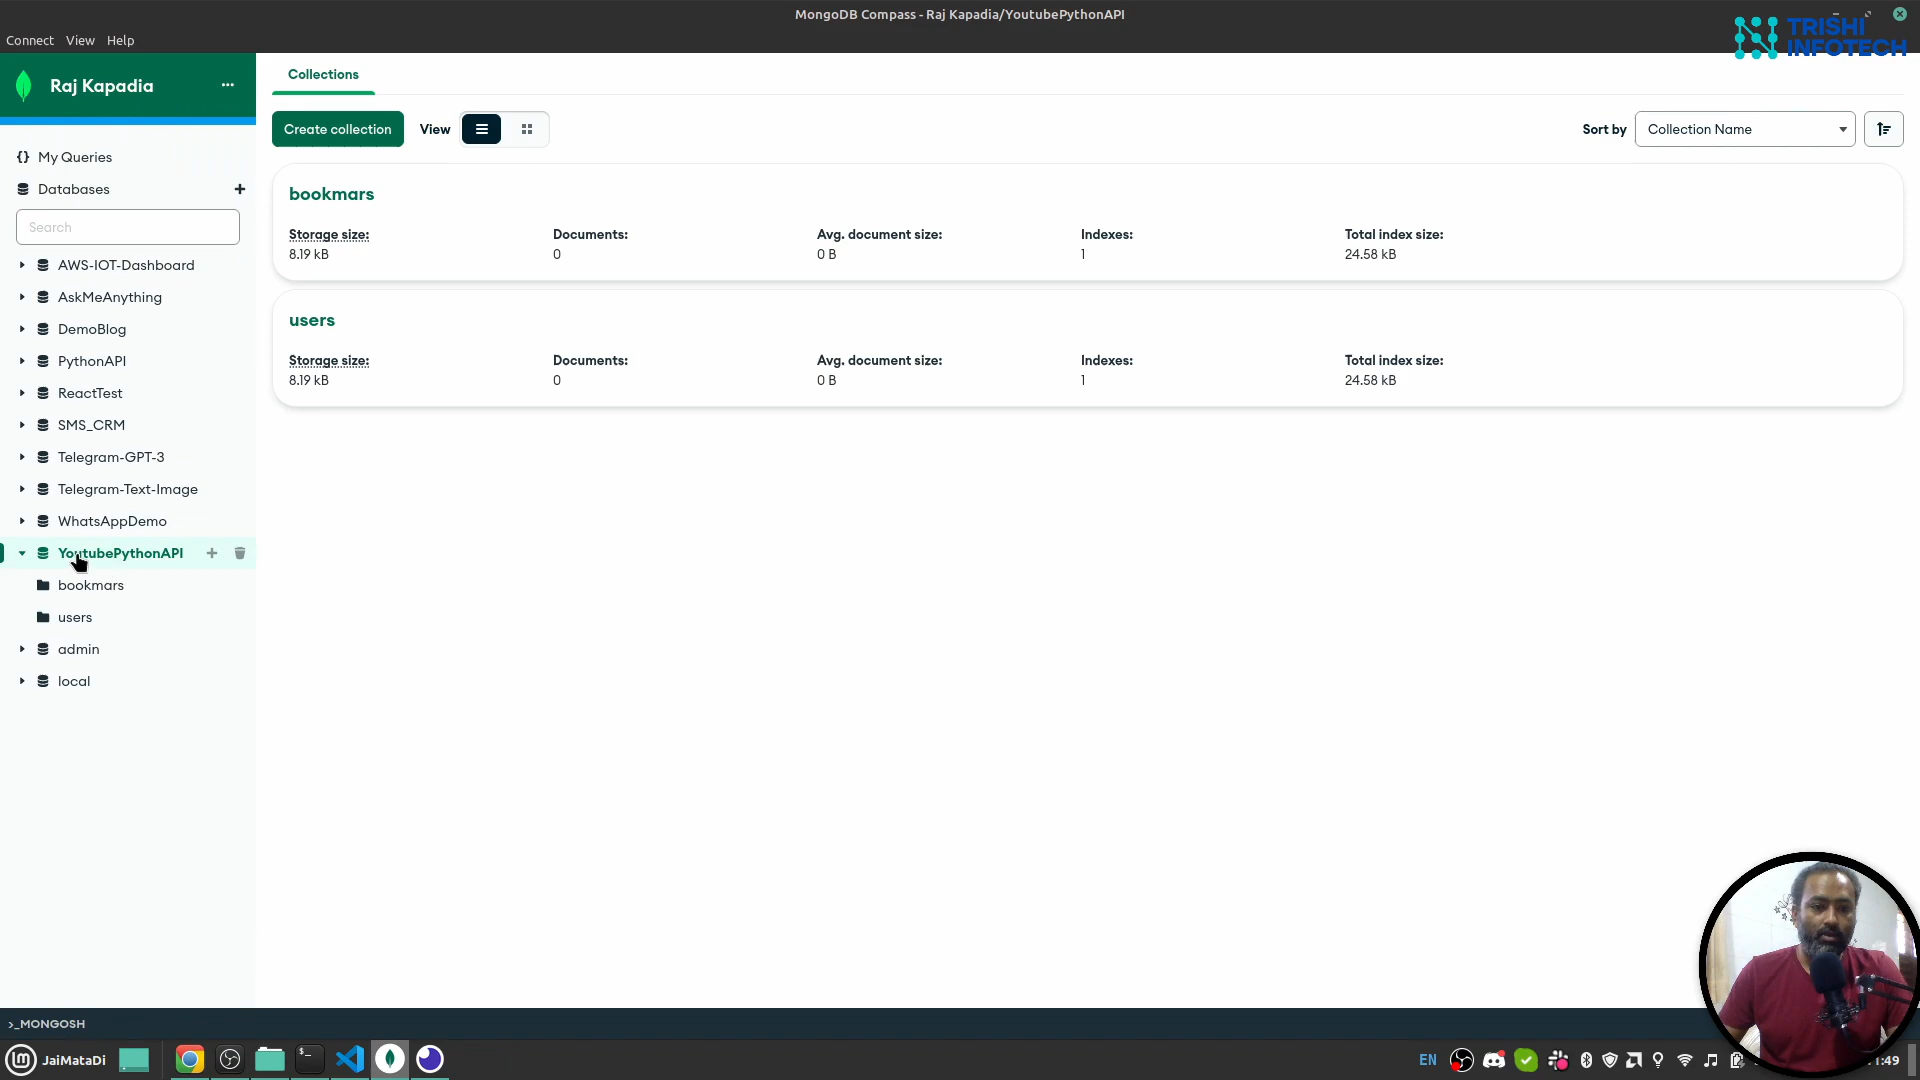 MongoDB Compass - Raj Kapadia/YoutubePythonAPI
Connect View Help
TRISHI
INFOTECH
Raj Kapadia
My Queries
Databases
Search
AWS-IOT-Dashboard
AskMeAnything
DemoBlog
PythonAPI
ReactTest
SMS_CRM
Telegram-GPT-3
Telegram-Text-Image
WhatsAppDemo
YoutubePythonAPI
bookmars
users
admin
local
Collections
Create collection View Sort by Collection Name
bookmars
Storage size: Documents: Avg. document size: Indexes: Total index size:
8.19 kB 0 0 B 1 24.58 kB
users
Storage size: Documents: Avg. document size: Indexes: Total index size:
8.19 kB 0 0 B 1 24.58 kB
>_MONGOSH
JaiMataDi EN